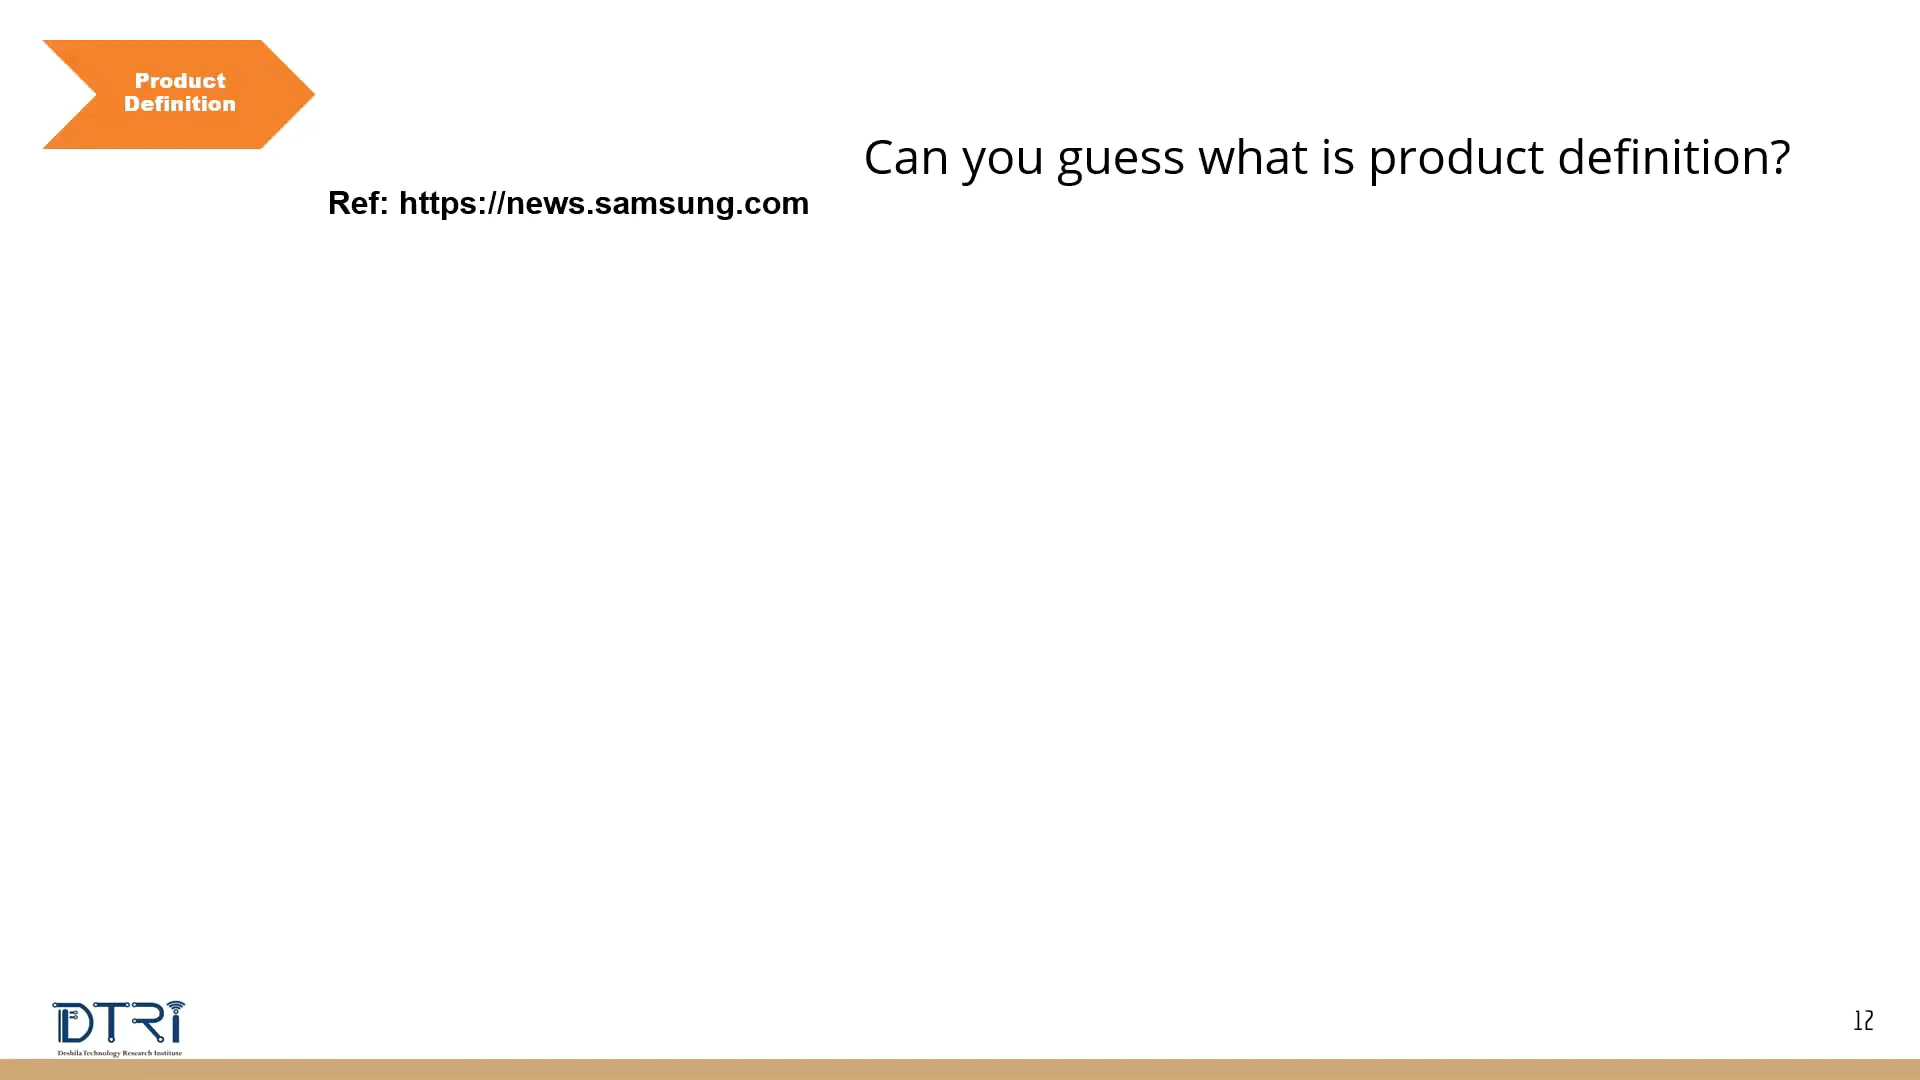 Product
Definition
Can you guess what is product definition?
Ref: https://news.samsung.com
DTRi
Deshila Technology Research Institute
12